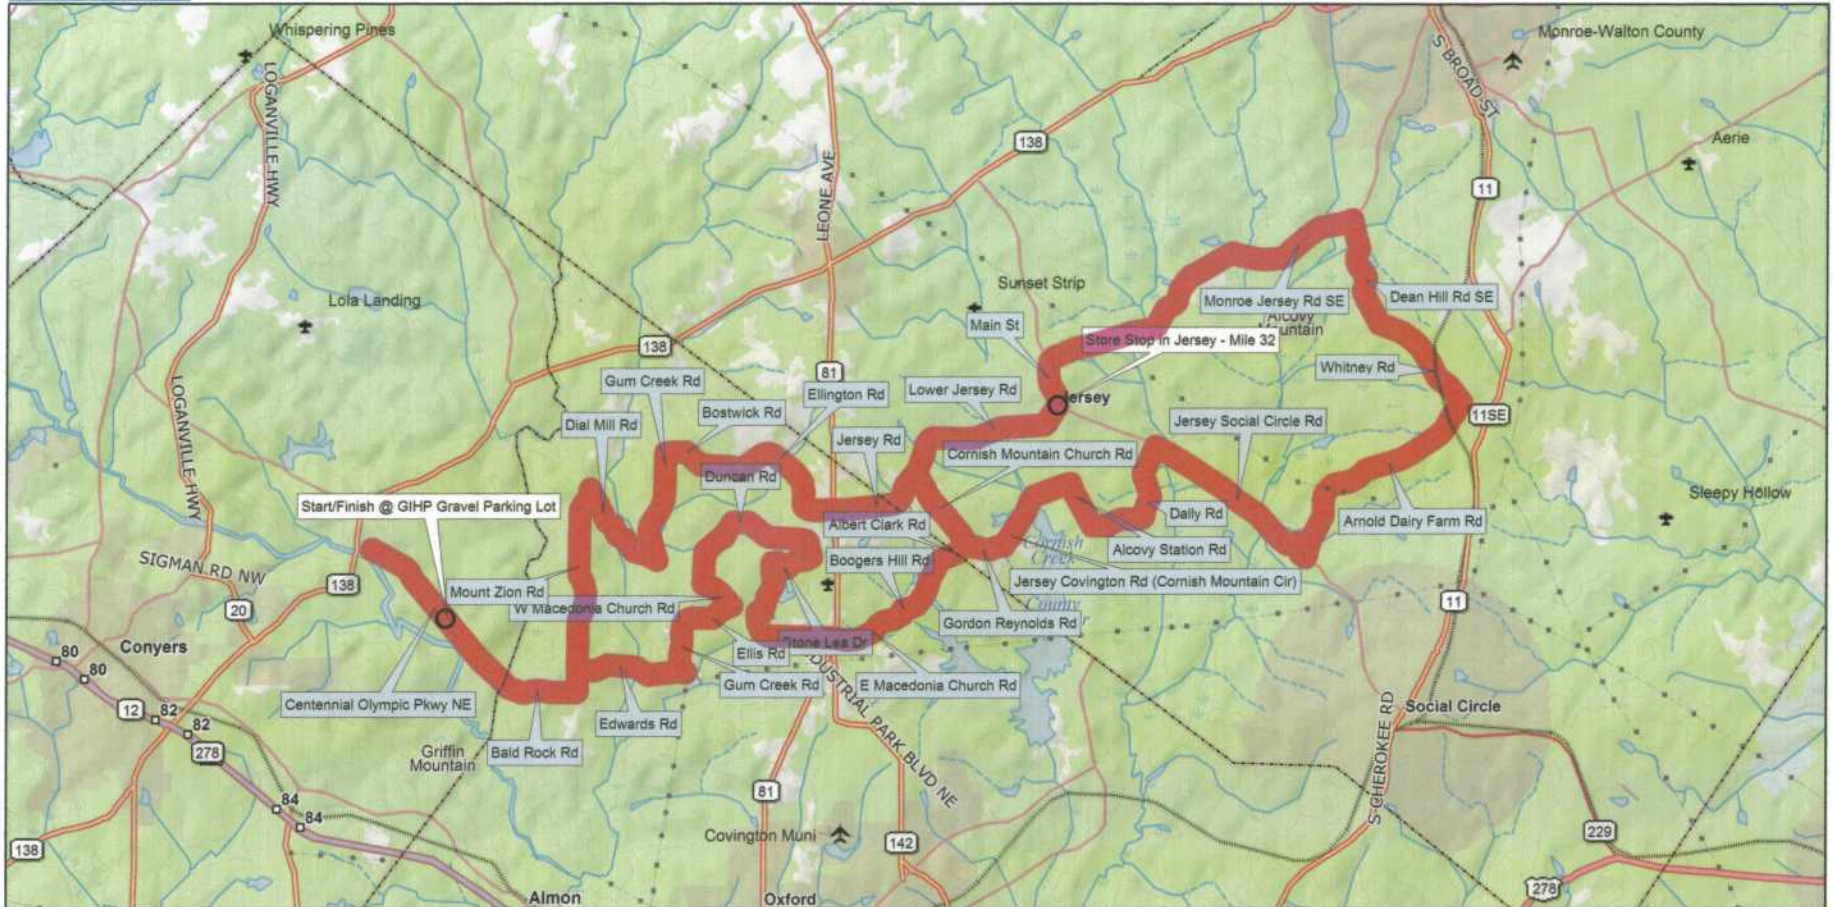 Whispering Pines
Monroe-Walton County
LOGANVILLE HWY
S BROAD ST
Aerie
138
LEONE AVE
11
Sunset Strip
Lola Landing
Main St
Monroe Jersey Rd SE
Dean Hill Rd SE
Alcovy
Mountain
Store Stop in Jersey - Mile 32
138
Gum Creek Rd
81
Ellington Rd
Lower Jersey Rd
Whitney Rd
Jersey
LOGANVILLE HWY
Dial Mill Rd
Bostwick Rd
11SE
Jersey Rd
Jersey Social Circle Rd
Cornish Mountain Church Rd
Duncan Rd
Sleepy Hollow
Start/Finish @ GIHP Gravel Parking Lot
Albert Clark Rd
Dally Rd
Arnold Dairy Farm Rd
Cornish
Creek
Alcovy Station Rd
Boogers Hill Rd
SIGMAN RD NW
138
Mount Zion Rd
Jersey Covington Rd (Cornish Mountain Cir)
W Macedonia Church Rd
County
20
11
Gordon Reynolds Rd
Conyers
Stone Lea Dr
Ellis Rd
80
80
Gum Creek Rd
E Macedonia Church Rd
Centennial Olympic Pkwy NE
12
82
82
Edwards Rd
DUSTRIAL PARK BLVD NE
S CHEROKEE RD
Social Circle
278
Griffin
Mountain
Bald Rock Rd
81
84
84
Covington Muni
142
229
138
278
Almon
Oxford